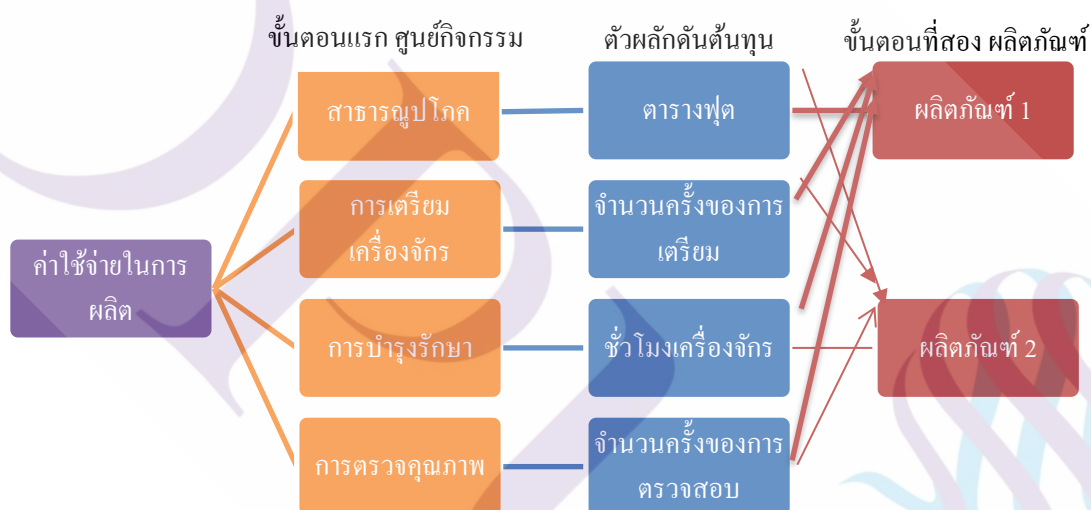 ขั้นตอนแรก ศูนย์กิจกรรม
ตัวผลักดันต้นทุน
ขั้นตอนที่สอง ผลิตภัณฑ์
สาธารณูปโภค
ตารางฟุต
ผลิตภัณฑ์ 1
การเตรียม
เครื่องจักร
จำนวนครั้งของการ
เตรียม
ค่าใช้จ่ายในการ
ผลิต
การบำรุงรักษา
ชั่วโมงเครื่องจักร
ผลิตภัณฑ์ 2
การตรวจคุณภาพ
จำนวนครั้งของการ
ตรวจสอบ